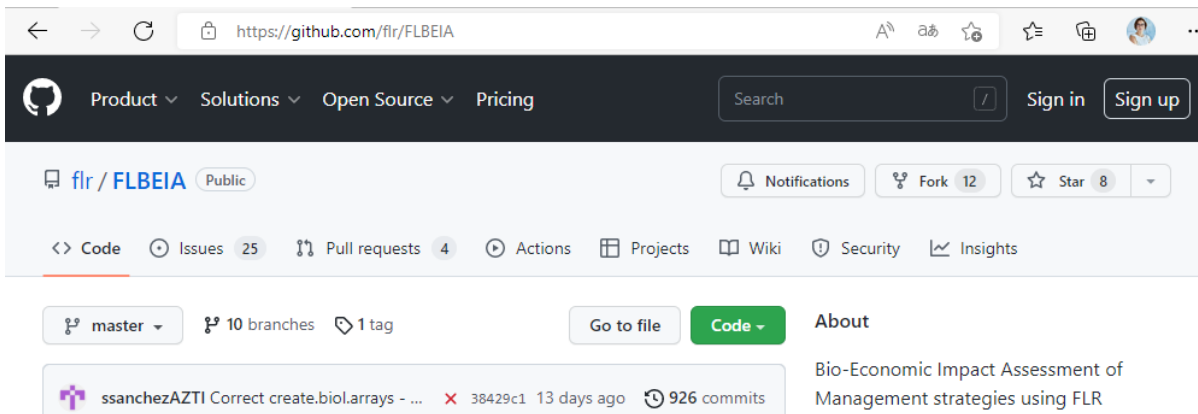 https://github.com/flr/FLBEIA
Product Solutions Open Source Pricing Search / Sign in Sign up
flr / FLBEIA Public Notifications Fork 12 Star 8
<> Code Issues 25 Pull requests 4 Actions Projects Wiki Security Insights
master 10 branches 1 tag Go to file Code About
Bio-Economic Impact Assessment of
ssanchezAZTI Correct create.biol.arrays - ... 38429c1 13 days ago 926 commits
Management strategies using FLR